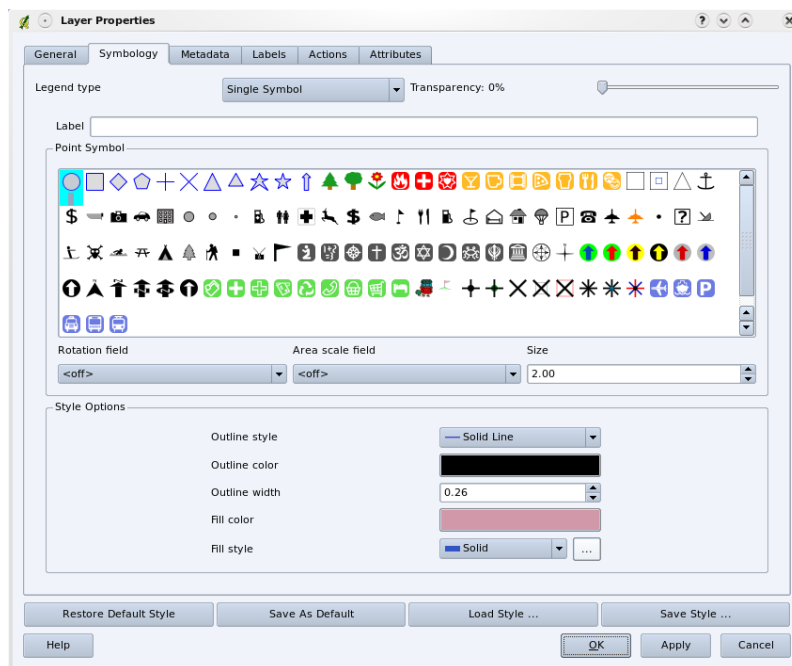 Layer Properties
General Symbology Metadata Labels Actions Attributes
Legend type Single Symbol Transparency: 0%
Label
Point Symbol
Rotation field Area scale field Size
<off> <off> 2.00
Style Options
Outline style Solid Line
Outline color
Outline width 0.26
Fill color
Fill style Solid ...
Restore Default Style Save As Default Load Style ... Save Style ...
Help OK Apply Cancel